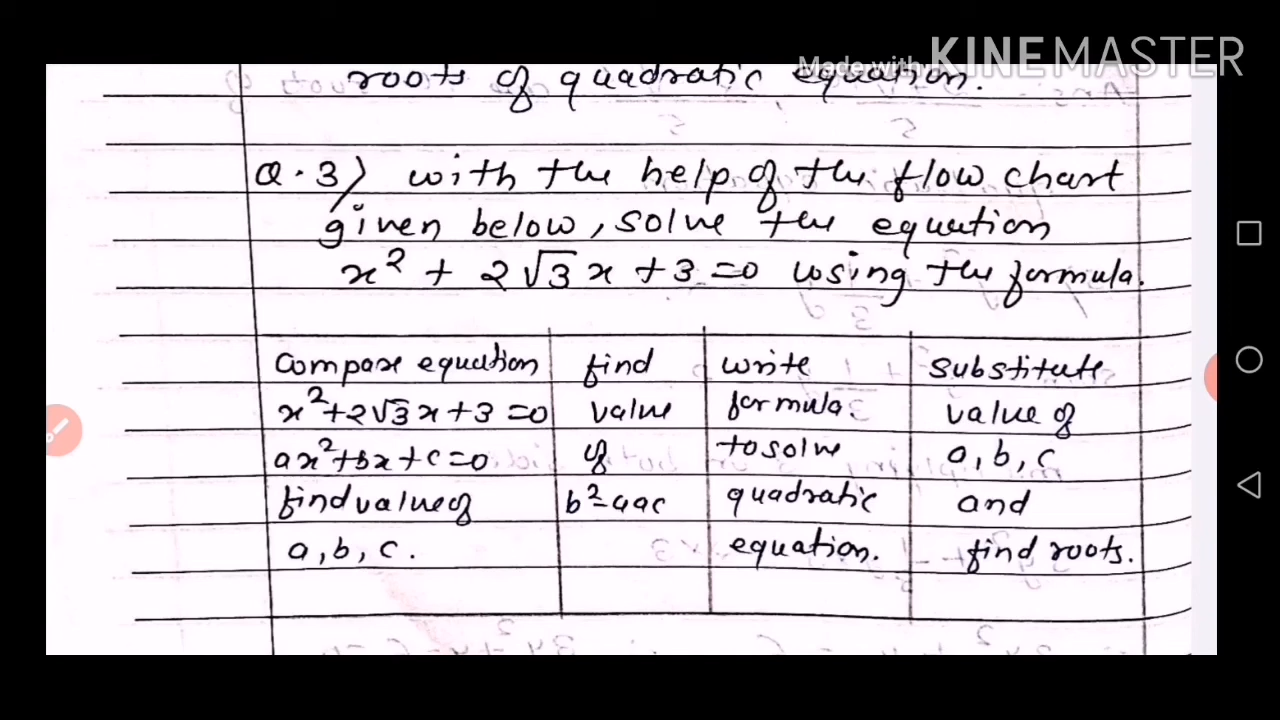 Made with KINEMASTER
roots of quadratic equation.
Q.3) with the help of the flow chart
given below, solve the equation
x² + 2√3x + 3 = 0 using the formula.
compare equation
x²+2√3x+3=0
ax²+bx+c=0
find value of
a, b, c.
find
value
of
b²-4ac
write
formula.
to solve
quadratic
equation.
substitute
value of
a, b, c
and
find roots.